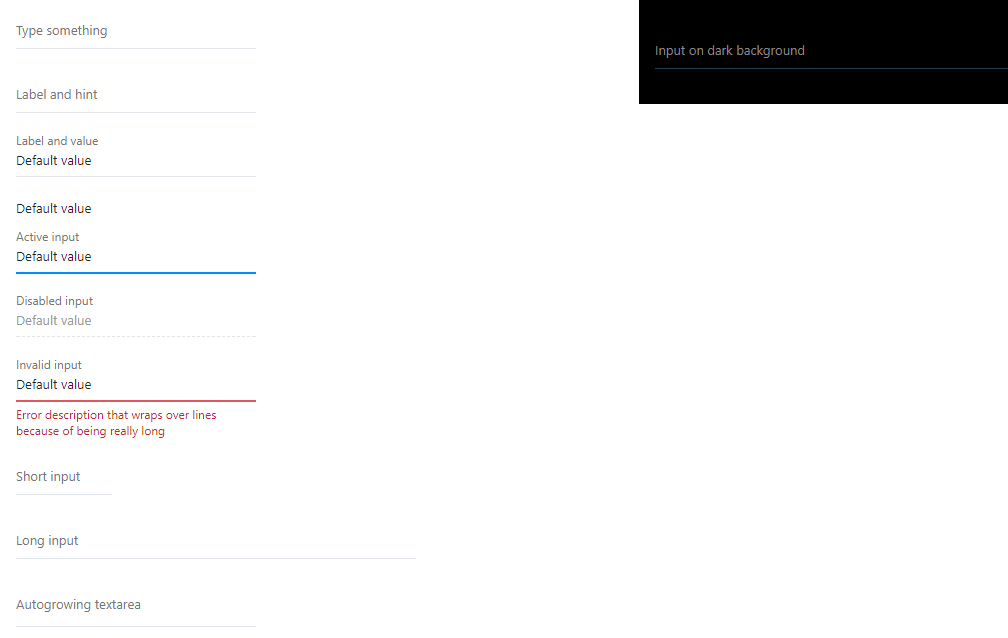 Type something
Input on dark background
Label and hint
Label and value
Default value
Default value
Active input
Default value
Disabled input
Default value
Invalid input
Default value
Error description that wraps over lines
because of being really long
Short input
Long input
Autogrowing textarea